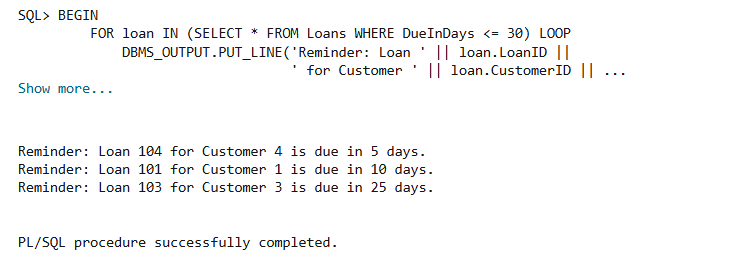 SQL> BEGIN
FOR loan IN (SELECT * FROM Loans WHERE DueInDays <= 30) LOOP
DBMS_OUTPUT.PUT_LINE('Reminder: Loan ' || loan.LoanID ||
' for Customer ' || loan.CustomerID || ...
Show more...
Reminder: Loan 104 for Customer 4 is due in 5 days.
Reminder: Loan 101 for Customer 1 is due in 10 days.
Reminder: Loan 103 for Customer 3 is due in 25 days.
PL/SQL procedure successfully completed.